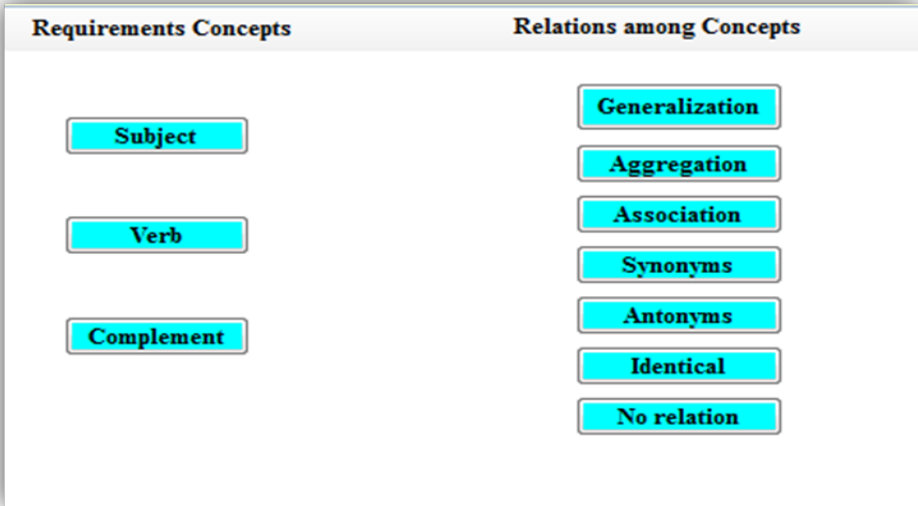 Requirements Concepts
Relations among Concepts
Subject
Verb
Complement
Generalization
Aggregation
Association
Synonyms
Antonyms
Identical
No relation